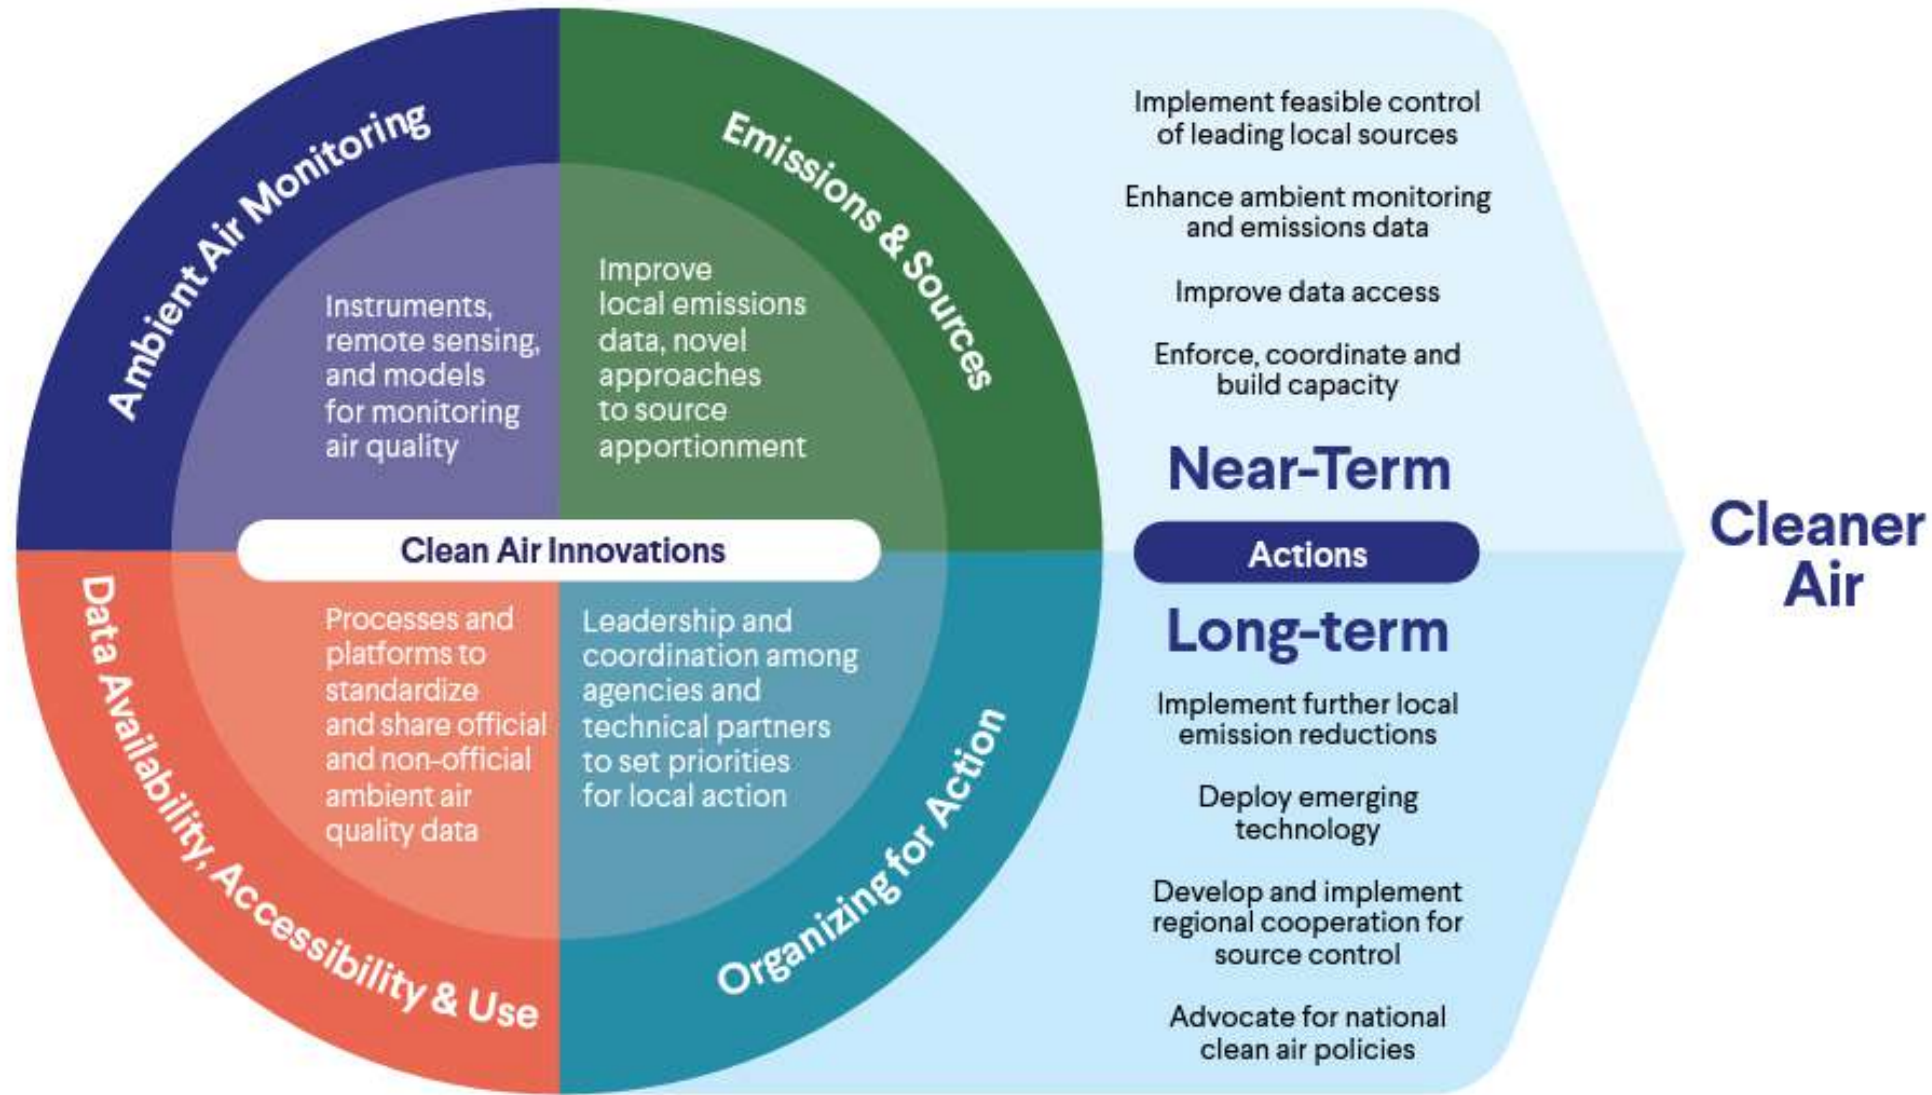 Ambient Air Monitoring
Instruments,
remote sensing,
and models
for monitoring
air quality
Emissions & Sources
Improve
local emissions
data, novel
approaches
to source
apportionment
Clean Air Innovations
Data Availability, Accessibility & Use
Processes and
platforms to
standardize
and share official
and non-official
ambient air
quality data
Organizing for Action
Leadership and
coordination among
agencies and
technical partners
to set priorities
for local action
Implement feasible control
of leading local sources
Enhance ambient monitoring
and emissions data
Improve data access
Enforce, coordinate and
build capacity
Near-Term
Actions
Long-term
Implement further local
emission reductions
Deploy emerging
technology
Develop and implement
regional cooperation for
source control
Advocate for national
clean air policies
Cleaner
Air